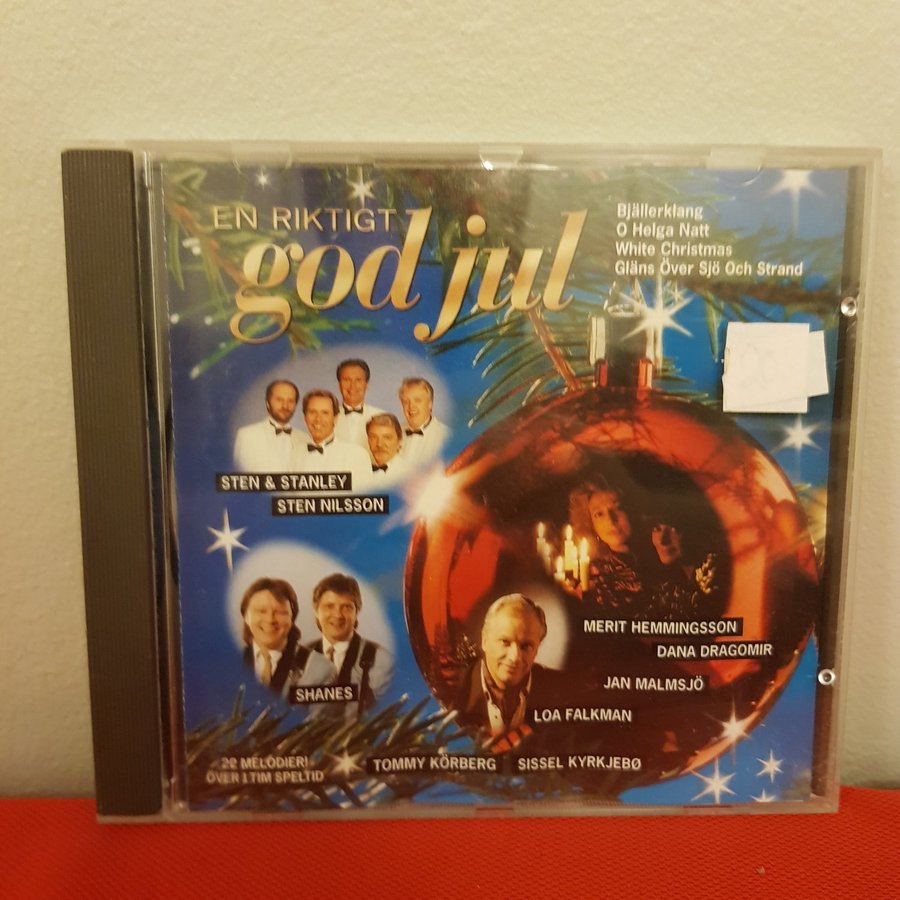 EN RIKTIGT
god jul
Bjällerklang
O Helga Natt
White Christmas
Gläns Över Sjö Och Strand
STEN & STANLEY
STEN NILSSON
SHANES
MERIT HEMMINGSSON
DANA DRAGOMIR
JAN MALMSJÖ
LOA FALKMAN
TOMMY KÖRBERG
SISSEL KYRKJEBØ
22 MELODIER!
ÖVER 1 TIM SPELTID